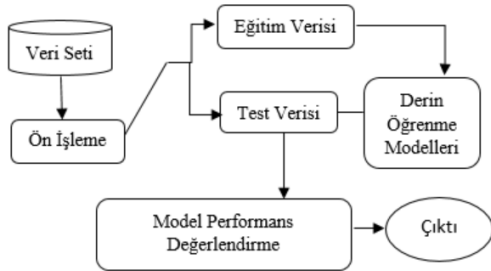 Veri Seti
Eğitim Verisi
Ön İşleme
Test Verisi
Derin
Öğrenme
Modelleri
Model Performans
Değerlendirme
Çıktı